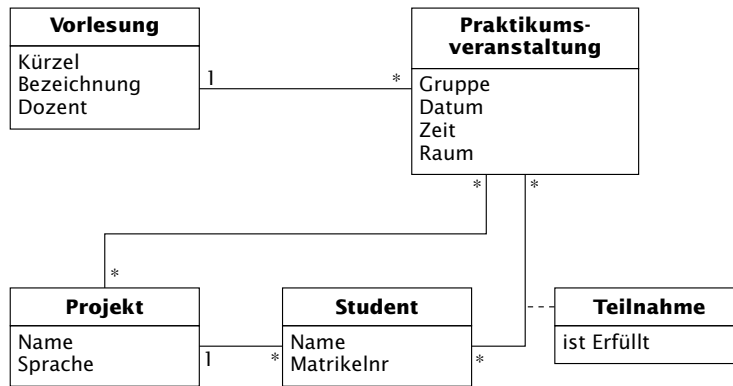 Vorlesung
Kürzel
Bezeichnung
Dozent
1
*
Praktikums-
veranstaltung
Gruppe
Datum
Zeit
Raum
*
*
*
Projekt
Name
Sprache
1
*
Student
Name
Matrikelnr
*
Teilnahme
ist Erfüllt